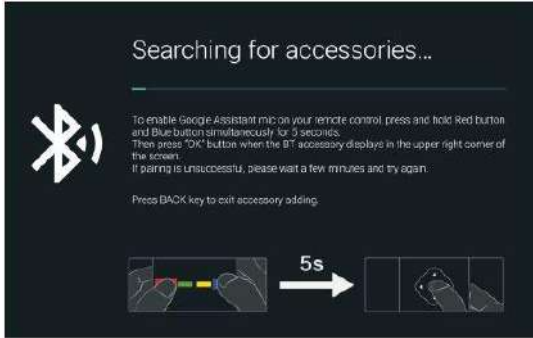 Searching for accessories...
To enable Google Assistant mic on your remote control, press and hold Red button
and Blue button simultaneously for 5 seconds.
Then press "OK" button when the BT accessory displays in the upper right corner of
the screen.
If pairing is unsuccessful, please wait a few minutes and try again.
Press BACK key to exit accessory adding.
5s